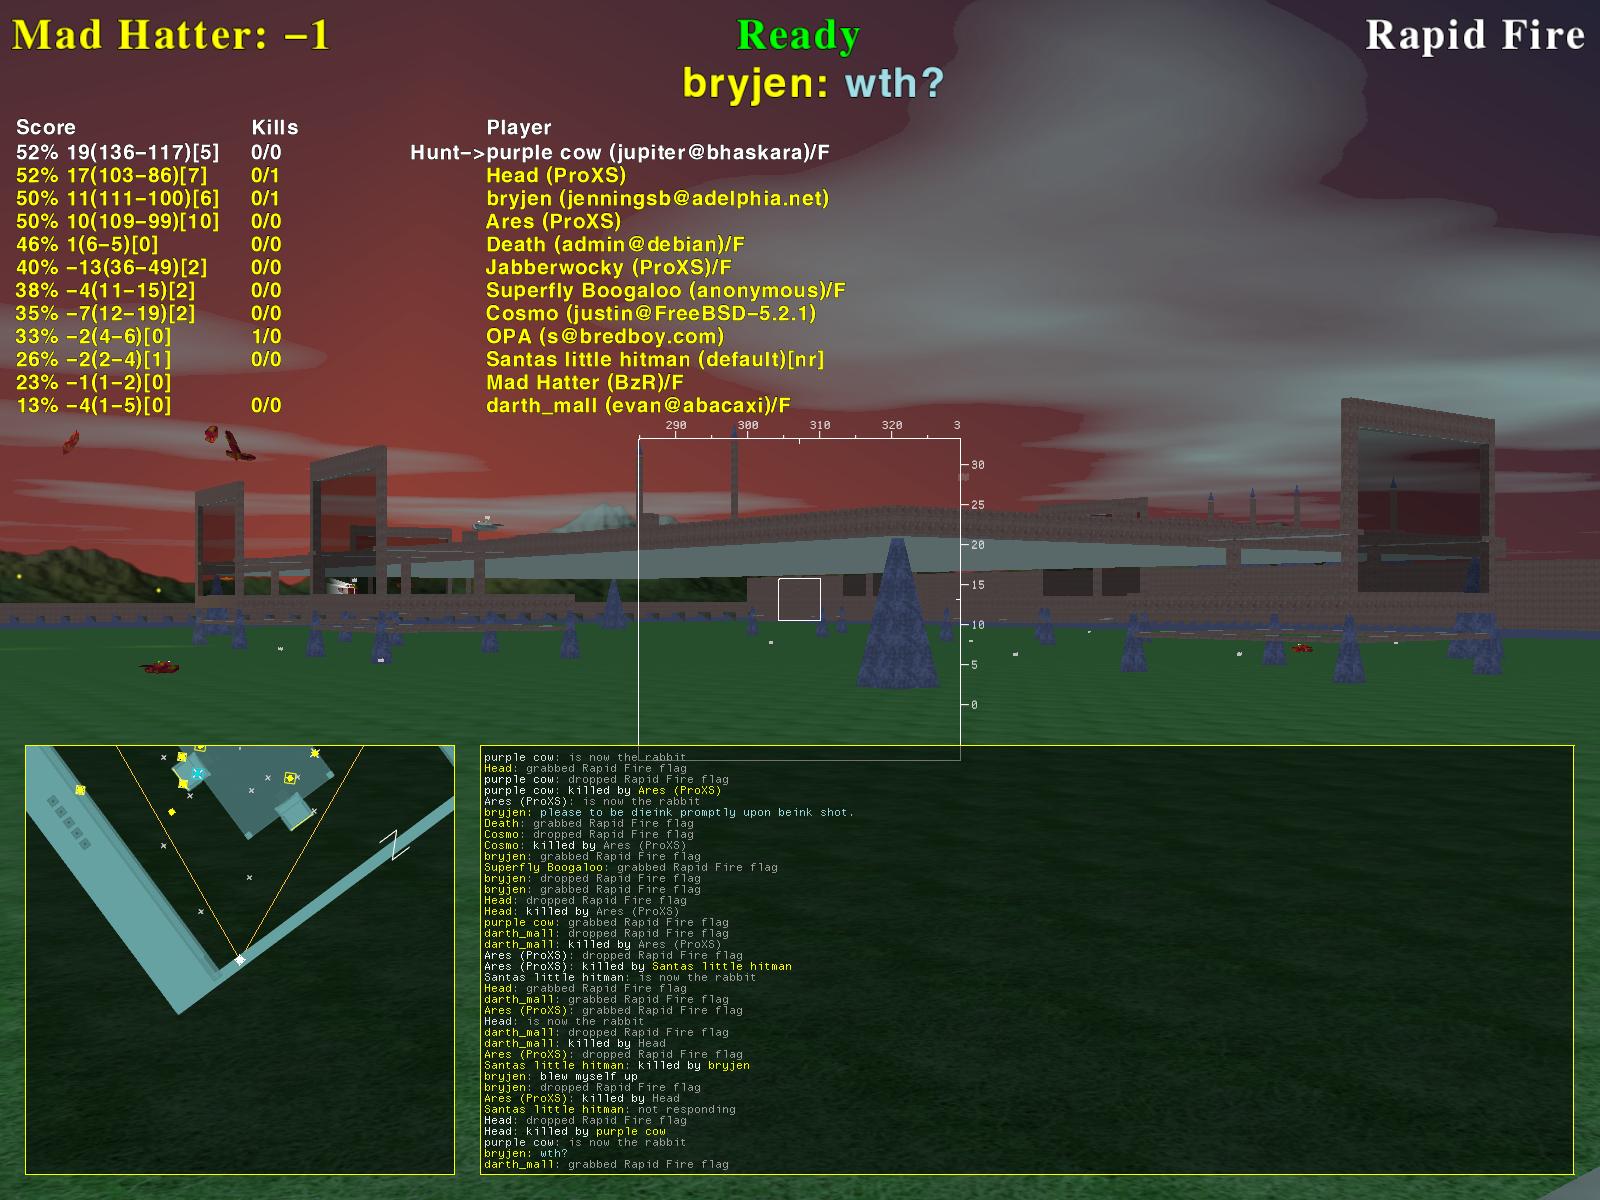 Mad Hatter: −1 Ready Rapid Fire
bryjen: wth?
Score Kills Player
52% 19(136−117)[5] 0/0 Hunt−>purple cow (jupiter@bhaskara)/F
52% 17(103−86)[7] 0/1 Head (ProXS)
50% 11(111−100)[6] 0/1 bryjen (jenningsb@adelphia.net)
50% 10(109−99)[10] 0/0 Ares (ProXS)
46% 1(6−5)[0] 0/0 Death (admin@debian)/F
40% −13(36−49)[2] 0/0 Jabberwocky (ProXS)/F
38% −4(11−15)[2] 0/0 Superfly Boogaloo (anonymous)/F
35% −7(12−19)[2] 0/0 Cosmo (justin@FreeBSD−5.2.1)
33% −2(4−6)[0] 1/0 OPA (s@bredboy.com)
26% −2(2−4)[1] 0/0 Santas little hitman (default)[nr]
23% −1(1−2)[0] Mad Hatter (BzR)/F
13% −4(1−5)[0] 0/0 darth_mall (evan@abacaxi)/F
290 300 310 320 3
30
25
20
15
10
5
0
N
purple cow: is now the rabbit
Head: grabbed Rapid Fire flag
purple cow: dropped Rapid Fire flag
purple cow: killed by Ares (ProXS)
Ares (ProXS): is now the rabbit
bryjen: please to be dieink promptly upon beink shot.
Death: grabbed Rapid Fire flag
Cosmo: dropped Rapid Fire flag
Cosmo: killed by Ares (ProXS)
bryjen: grabbed Rapid Fire flag
Superfly Boogaloo: grabbed Rapid Fire flag
bryjen: dropped Rapid Fire flag
bryjen: grabbed Rapid Fire flag
Head: dropped Rapid Fire flag
Head: killed by Ares (ProXS)
purple cow: grabbed Rapid Fire flag
darth_mall: dropped Rapid Fire flag
darth_mall: killed by Ares (ProXS)
Ares (ProXS): dropped Rapid Fire flag
Ares (ProXS): killed by Santas little hitman
Santas little hitman: is now the rabbit
Head: grabbed Rapid Fire flag
darth_mall: grabbed Rapid Fire flag
Ares (ProXS): grabbed Rapid Fire flag
Head: is now the rabbit
darth_mall: dropped Rapid Fire flag
darth_mall: killed by Head
Ares (ProXS): dropped Rapid Fire flag
Santas little hitman: killed by bryjen
bryjen: blew myself up
bryjen: dropped Rapid Fire flag
Ares (ProXS): killed by Head
Santas little hitman: not responding
Head: dropped Rapid Fire flag
Head: killed by purple cow
purple cow: is now the rabbit
bryjen: wth?
darth_mall: grabbed Rapid Fire flag